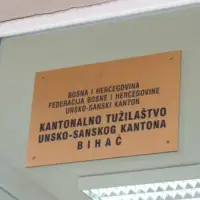 BOSNA I HERCEGOVINA
FEDERACIJA BOSNE I HERCEGOVINE
UNSKO-SANSKI KANTON
KANTONALNO TUŽILAŠTVO
UNSKO-SANSKOG KANTONA
BIHAĆ